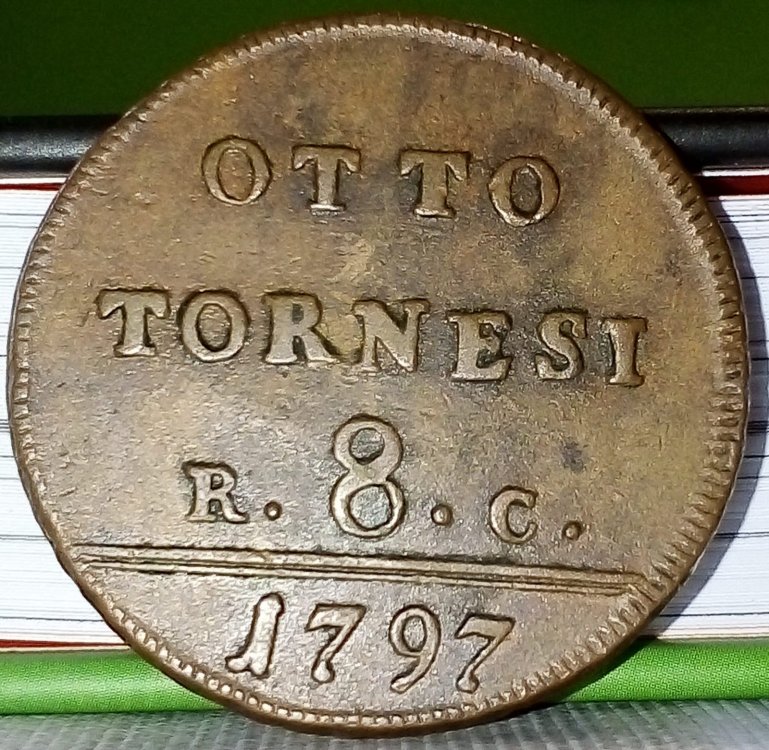 OTTO
TORNESI
R. 8. C.
1797